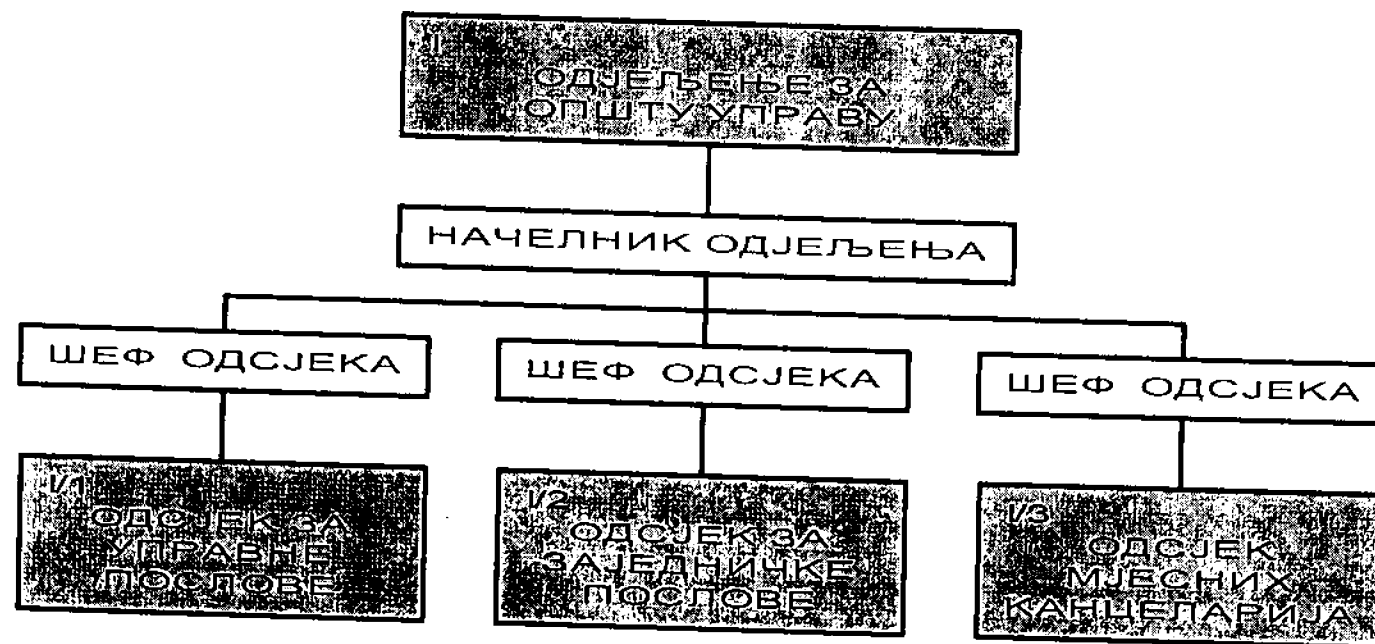 I
ОДЈЕЉЕЊЕ ЗА
ОПШТУ УПРАВУ
НАЧЕЛНИК ОДЈЕЉЕЊА
ШЕФ ОДСЈЕКА
ШЕФ ОДСЈЕКА
ШЕФ ОДСЈЕКА
I/1
ОДСЈЕК ЗА
УПРАВНЕ
ПОСЛОВЕ
I/2
ОДСЈЕК ЗА
ЗАЈЕДНИЧКЕ
ПОСЛОВЕ
I/3
ОДСЈЕК
МЈЕСНИХ
КАНЦЕЛАРИЈА